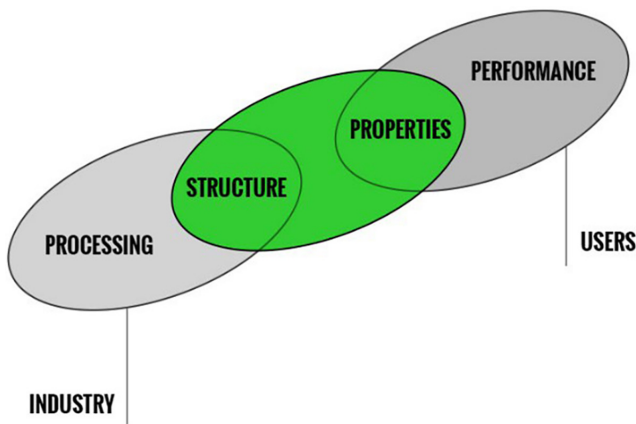 PERFORMANCE
PROPERTIES
STRUCTURE
PROCESSING
USERS
INDUSTRY